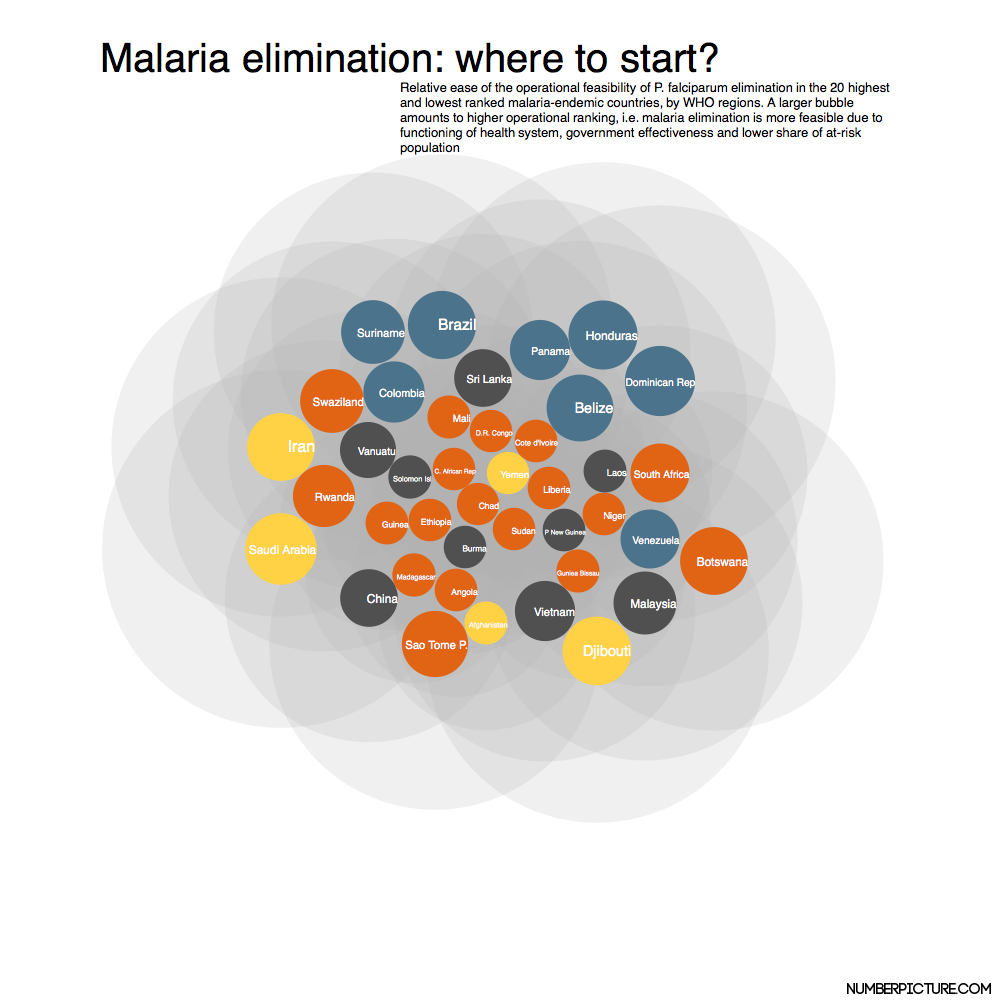 Malaria elimination: where to start?
Relative ease of the operational feasibility of P. falciparum elimination in the 20 highest
and lowest ranked malaria-endemic countries, by WHO regions. A larger bubble
amounts to higher operational ranking, i.e. malaria elimination is more feasible due to
functioning of health system, government effectiveness and lower share of at-risk
population
Suriname
Brazil
Panama
Honduras
Sri Lanka
Dominican Rep
Colombia
Swaziland
Belize
Mali
D.R. Congo
Cote d'Ivoire
Iran
Vanuatu
Solomon Isl
C. African Rep
Yemen
Laos
South Africa
Liberia
Rwanda
Chad
Niger
Guinea
Ethiopia
Sudan
P New Guinea
Venezuela
Saudi Arabia
Burma
Botswana
Madagascar
Guniea Bissau
Angola
China
Vietnam
Malaysia
Afghanistan
Sao Tome P.
Djibouti
NUMBERPICTURE.COM